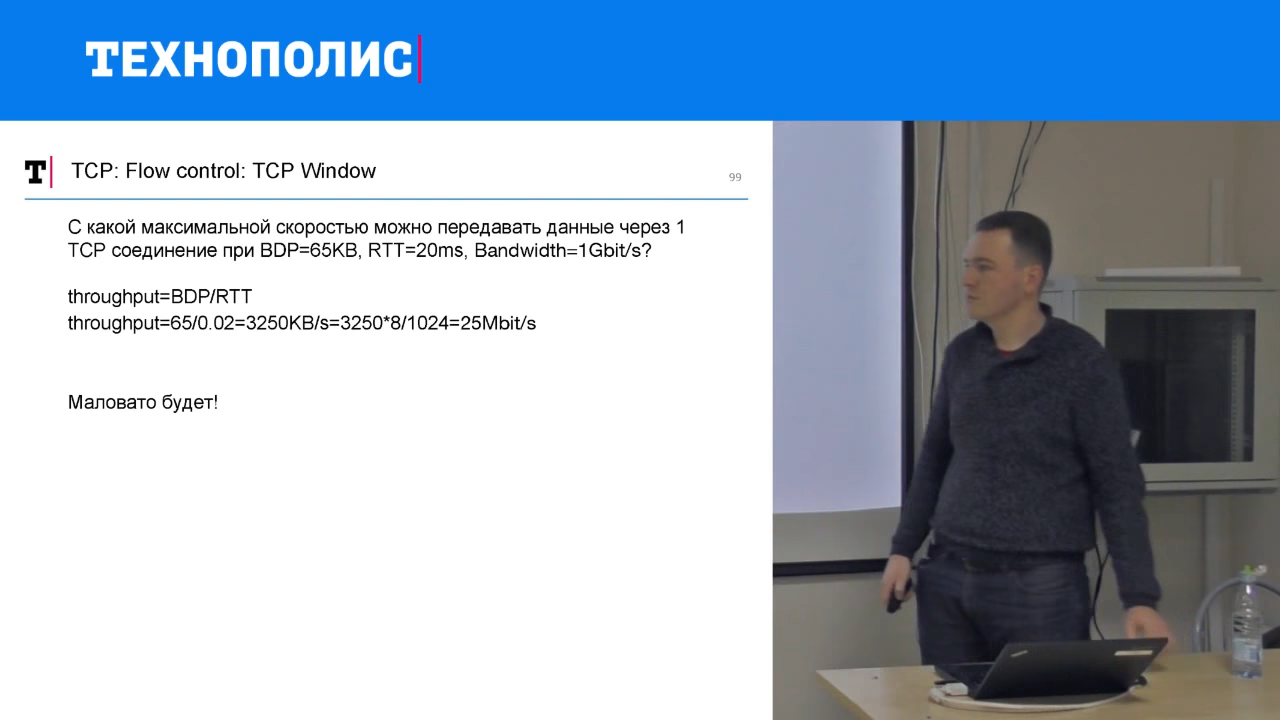 ТЕХНОПОЛИС
Т
TCP: Flow control: TCP Window
99
С какой максимальной скоростью можно передавать данные через 1
TCP соединение при BDP=65KB, RTT=20ms, Bandwidth=1Gbit/s?
throughput=BDP/RTT
throughput=65/0.02=3250KB/s=3250*8/1024=25Mbit/s
Маловато будет!